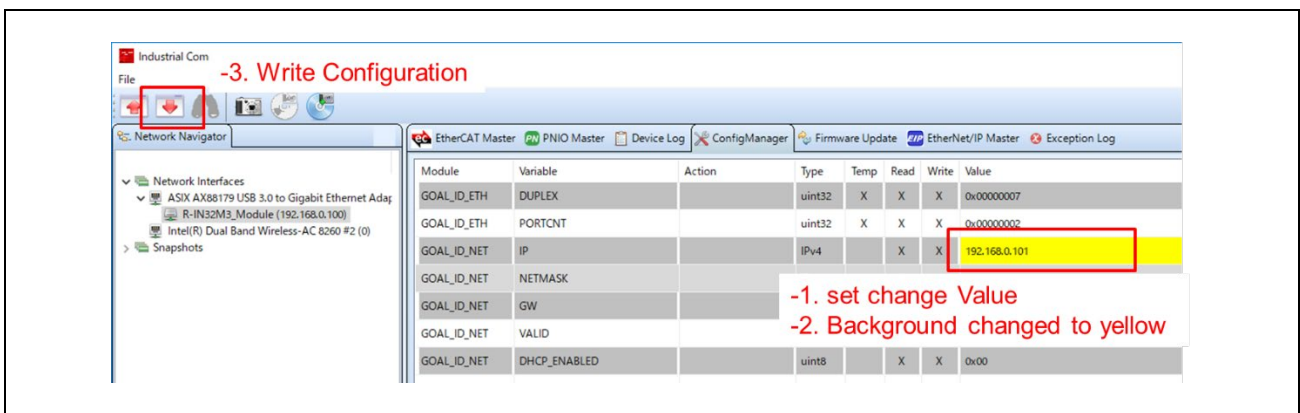 Industrial Com
-3. Write Configuration
File
Network Navigator
EtherCAT Master PNIO Master Device Log ConfigManager Firmware Update EtherNet/IP Master Exception Log
Module Variable Action Type Temp Read Write Value
Network Interfaces
ASIX AX88179 USB 3.0 to Gigabit Ethernet Adap
R-IN32M3_Module (192.168.0.100)
Intel(R) Dual Band Wireless-AC 8260 #2 (0)
Snapshots
GOAL_ID_ETH DUPLEX uint32 X X X 0x00000007
GOAL_ID_ETH PORTCNT uint32 X X X 0x00000002
GOAL_ID_NET IP IPv4 X X 192.168.0.101
GOAL_ID_NET NETMASK
GOAL_ID_NET GW
GOAL_ID_NET VALID
-1. set change Value
-2. Background changed to yellow
GOAL_ID_NET DHCP_ENABLED uint8 X X 0x00